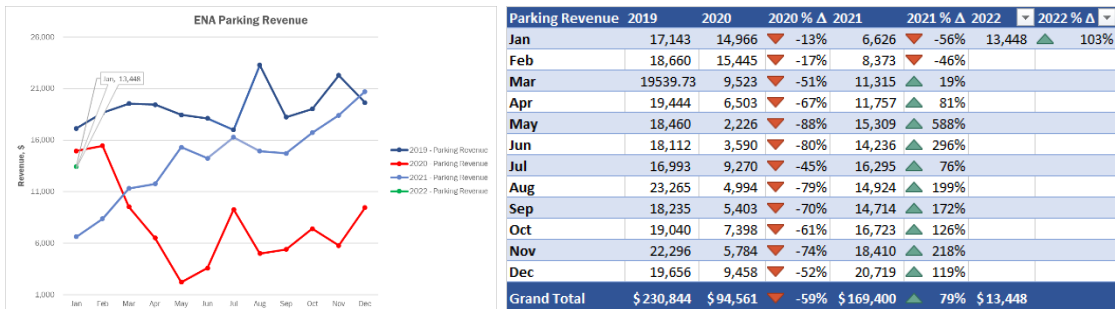 ENA Parking Revenue
26,000
21,000
16,000
11,000
6,000
1,000
Revenue, $
Jan, 13,448
2019 - Parking Revenue
2020 - Parking Revenue
2021 - Parking Revenue
2022 - Parking Revenue
Jan Feb Mar Apr May Jun Jul Aug Sep Oct Nov Dec
Parking Revenue 2019 2020 2020 % Δ 2021 2021 % Δ 2022 2022 % Δ
Jan 17,143 14,966 -13% 6,626 -56% 13,448 103%
Feb 18,660 15,445 -17% 8,373 -46%
Mar 19539.73 9,523 -51% 11,315 19%
Apr 19,444 6,503 -67% 11,757 81%
May 18,460 2,226 -88% 15,309 588%
Jun 18,112 3,590 -80% 14,236 296%
Jul 16,993 9,270 -45% 16,295 76%
Aug 23,265 4,994 -79% 14,924 199%
Sep 18,235 5,403 -70% 14,714 172%
Oct 19,040 7,398 -61% 16,723 126%
Nov 22,296 5,784 -74% 18,410 218%
Dec 19,656 9,458 -52% 20,719 119%
Grand Total $230,844 $94,561 -59% $169,400 79% $13,448